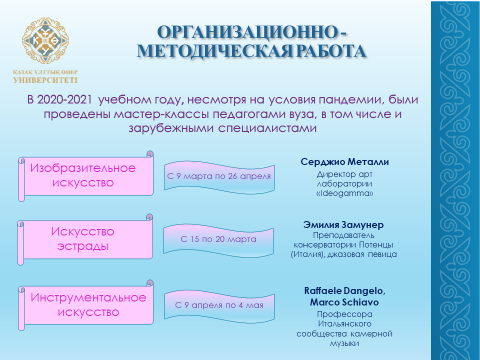 ҚАЗАҚ ҰЛТТЫҚ ӨНЕР
УНИВЕРСИТЕТІ
ОРГАНИЗАЦИОННО-
МЕТОДИЧЕСКАЯ РАБОТА
В 2020-2021 учебном году, несмотря на условия пандемии, были
проведены мастер-классы педагогами вуза, в том числе и
зарубежными специалистами
Изобразительное
искусство
С 9 марта по 26 апреля
Серджио Металли
Директор арт
лаборатории
«Ideogamma»
Искусство
эстрады
С 15 по 20 марта
Эмилия Замунер
Преподаватель
консерватории Потенцы
(Италия), джазовая певица
Инструментальное
искусство
С 9 апреля по 4 мая
Raffaele Dangelo,
Marco Schiavo
Профессора
Итальянского
сообщества камерной
музыки